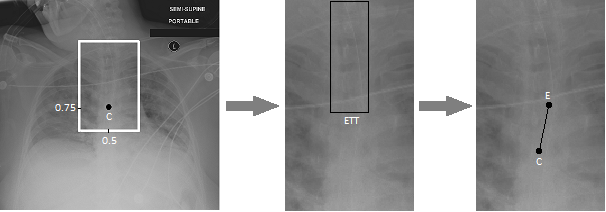 SEMI-SUPINE
PORTABLE
L
0.75
C
0.5
ETT
E
C